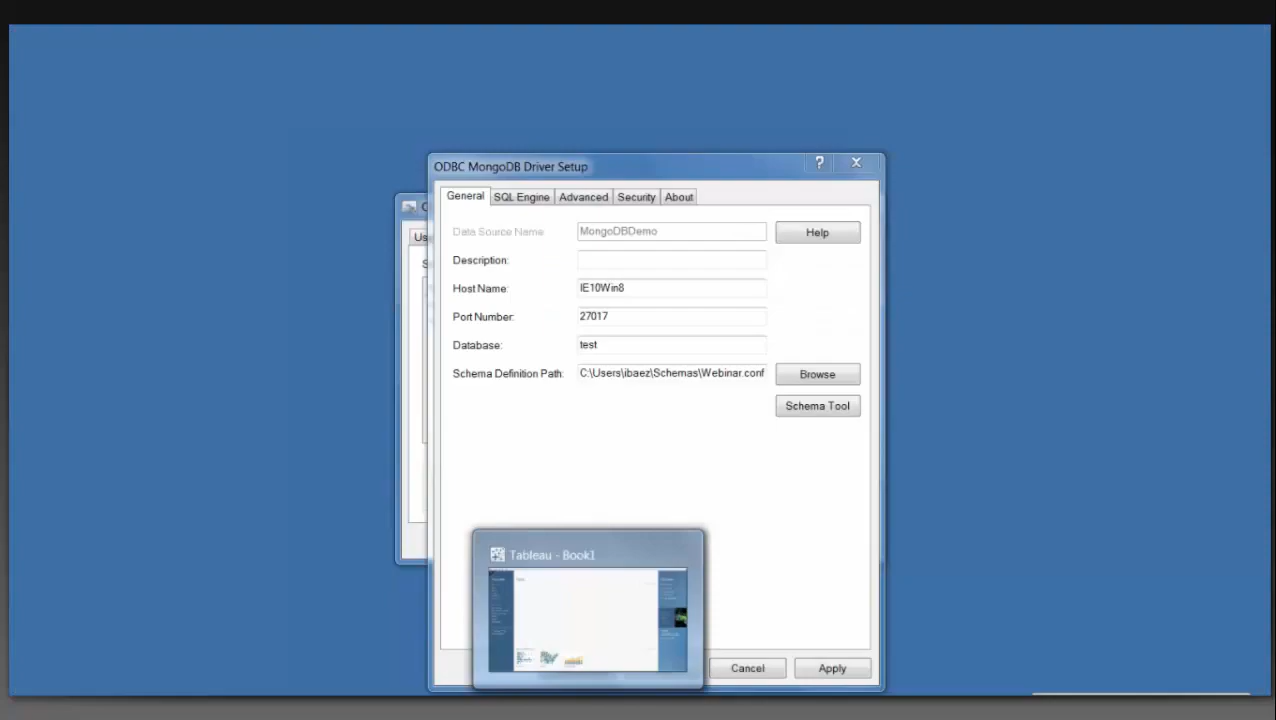 ODBC MongoDB Driver Setup
?
General SQL Engine Advanced Security About
Data Source Name MongoDBDemo Help
Description:
Host Name: IE10Win8
Port Number: 27017
Database: test
Schema Definition Path: C:\Users\ibaez\Schemas\Webinar.conf Browse
Schema Tool
Tableau - Book1
Cancel Apply